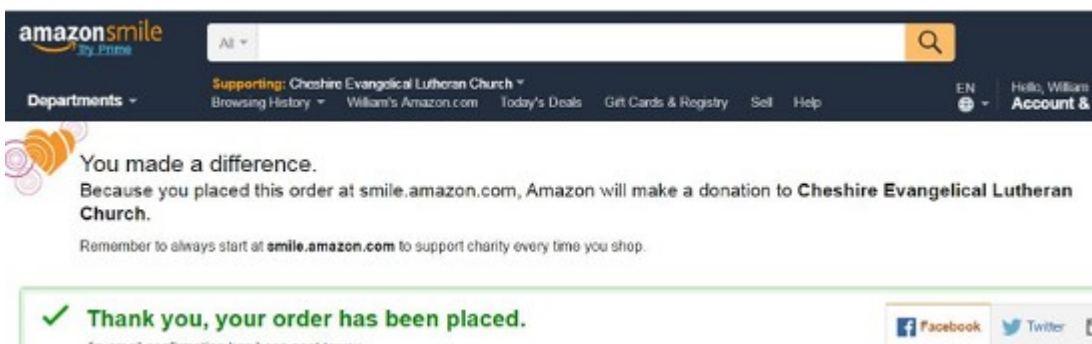 amazonsmile
Try Prime
All
Supporting: Cheshire Evangelical Lutheran Church
Departments
Browsing History William's Amazon.com Today's Deals Gift Cards & Registry Sell Help
EN
Hello, William
Account &
You made a difference.
Because you placed this order at smile.amazon.com, Amazon will make a donation to Cheshire Evangelical Lutheran
Church.
Remember to always start at smile.amazon.com to support charity every time you shop.
Thank you, your order has been placed.
Facebook Twitter